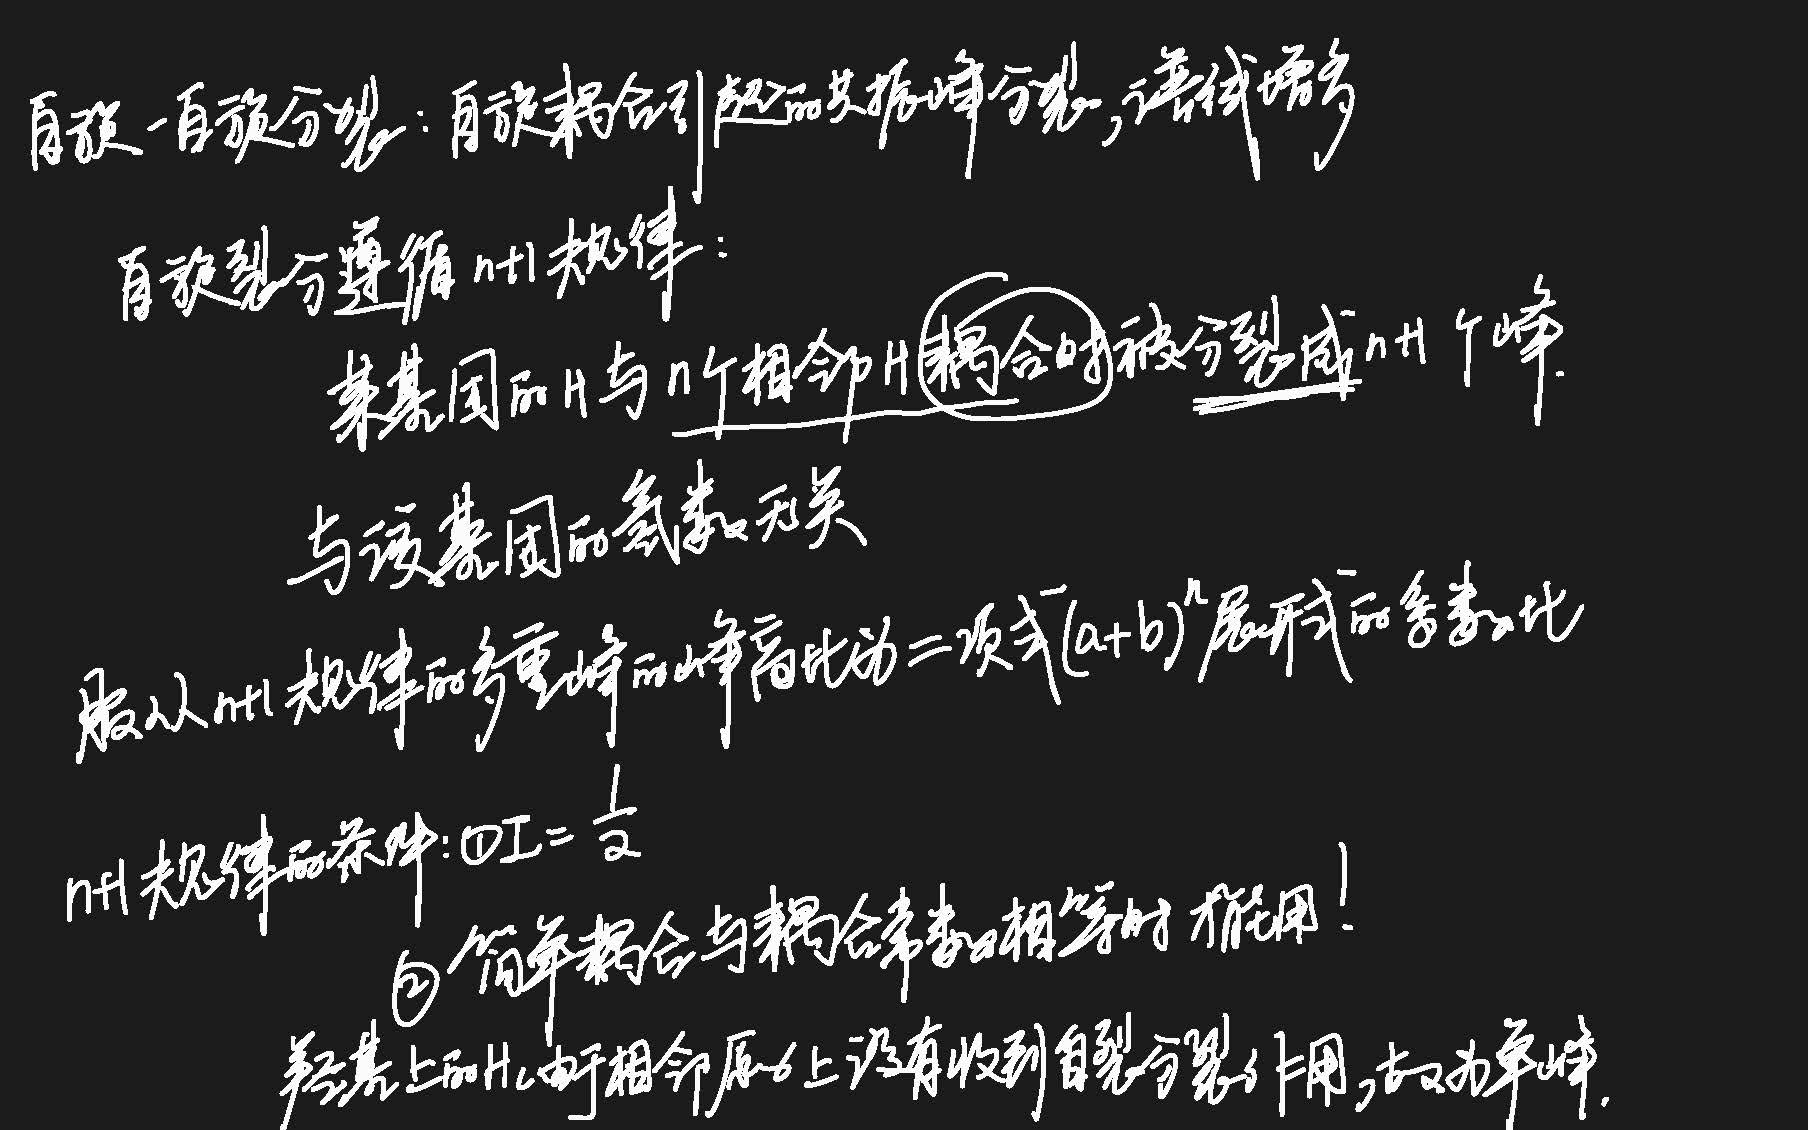 自旋-自旋分裂：自旋耦合引起的共振峰分裂，谱线增多
自旋裂分遵循n+1规律：
某基团的H与n个相邻H耦合时被分裂成n+1个峰.
与该基团的氢数无关
服从n+1规律的多重峰的峰高比为二项式(a+b)ⁿ展开式的系数比
n+1规律的条件：①I=1/2
②简单耦合与耦合常数相等时才能用！
羟基上的H，由于相邻原子上没有收到自裂分裂作用，故为单峰.